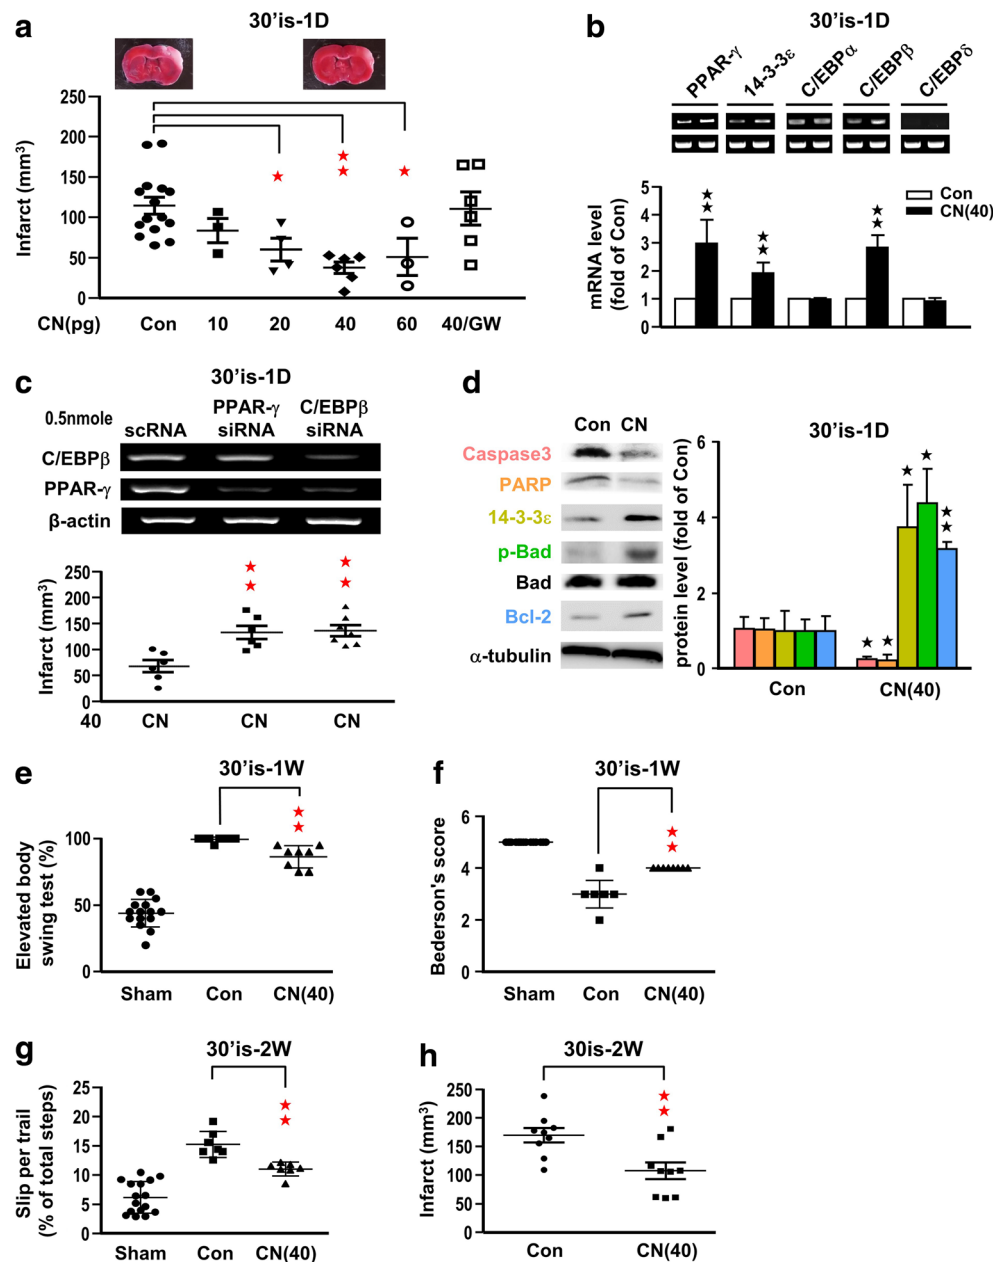 a
30’is-1D
Infarct (mm³)
250
200
150
100
50
0
★ ★★ ★
CN(pg) Con 10 20 40 60 40/GW
b
30’is-1D
PPAR-γ 14-3-3ε C/EBPα C/EBPβ C/EBPδ
Con
CN(40)
mRNA level
(fold of Con)
5
4
3
2
1
0
★★ ★★ ★★
c
30’is-1D
0.5nmole scRNA PPAR-γ siRNA C/EBPβ siRNA
C/EBPβ
PPAR-γ
β-actin
Infarct (mm³)
250
200
150
100
50
0
★★ ★★
40 CN CN CN
d
Con CN
Caspase3
PARP
14-3-3ε
p-Bad
Bad
Bcl-2
α-tubulin
30’is-1D
protein level (fold of Con)
6
4
2
0
★ ★ ★ ★ ★★
Con CN(40)
e
30’is-1W
Elevated body
swing test (%)
100
50
0
★★
Sham Con CN(40)
f
30’is-1W
Bederson's score
6
4
2
0
★★
Sham Con CN(40)
g
30’is-2W
Slip per trail
(% of total steps)
25
20
15
10
5
0
★★
Sham Con CN(40)
h
30is-2W
Infarct (mm³)
250
200
150
100
50
0
★★
Con CN(40)